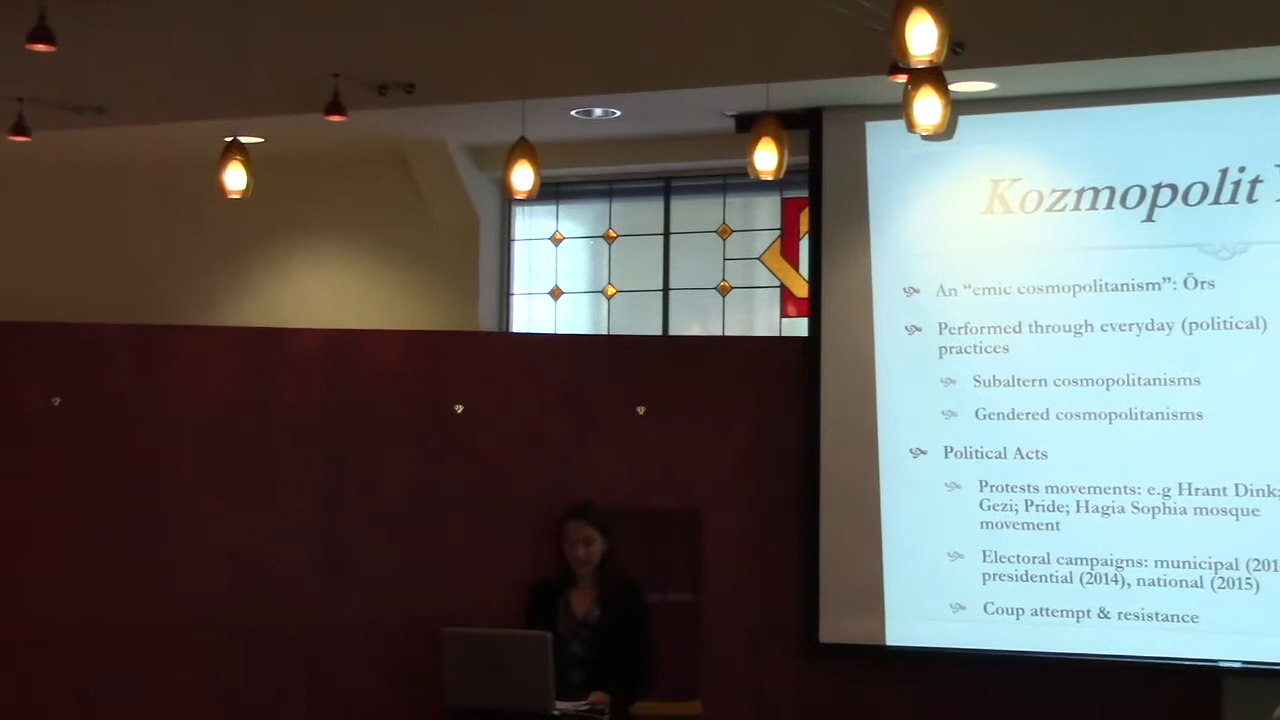 Kozmopolit
An “emic cosmopolitanism”: Örs
Performed through everyday (political)
practices
Subaltern cosmopolitanisms
Gendered cosmopolitanisms
Political Acts
Protests movements: e.g Hrant Dink;
Gezi; Pride; Hagia Sophia mosque
movement
Electoral campaigns: municipal (201
presidential (2014), national (2015)
Coup attempt & resistance